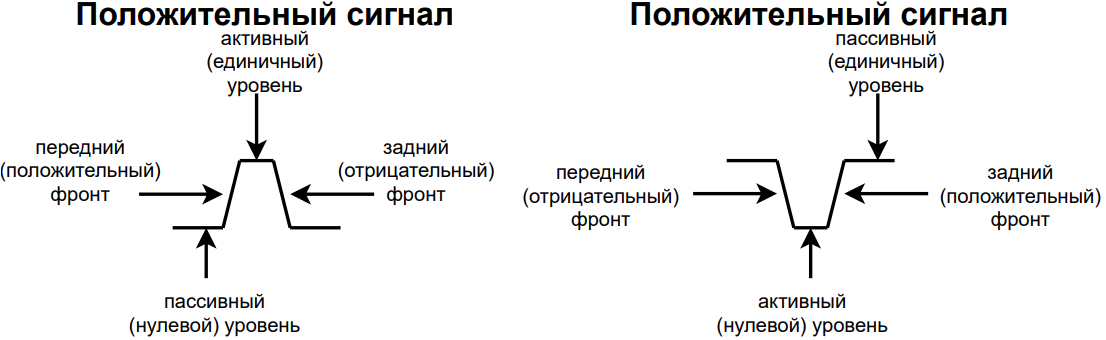 Положительный сигнал
активный
(единичный)
уровень
передний
(положительный)
фронт
задний
(отрицательный)
фронт
пассивный
(нулевой) уровень
Положительный сигнал
пассивный
(единичный)
уровень
передний
(отрицательный)
фронт
задний
(положительный)
фронт
активный
(нулевой) уровень